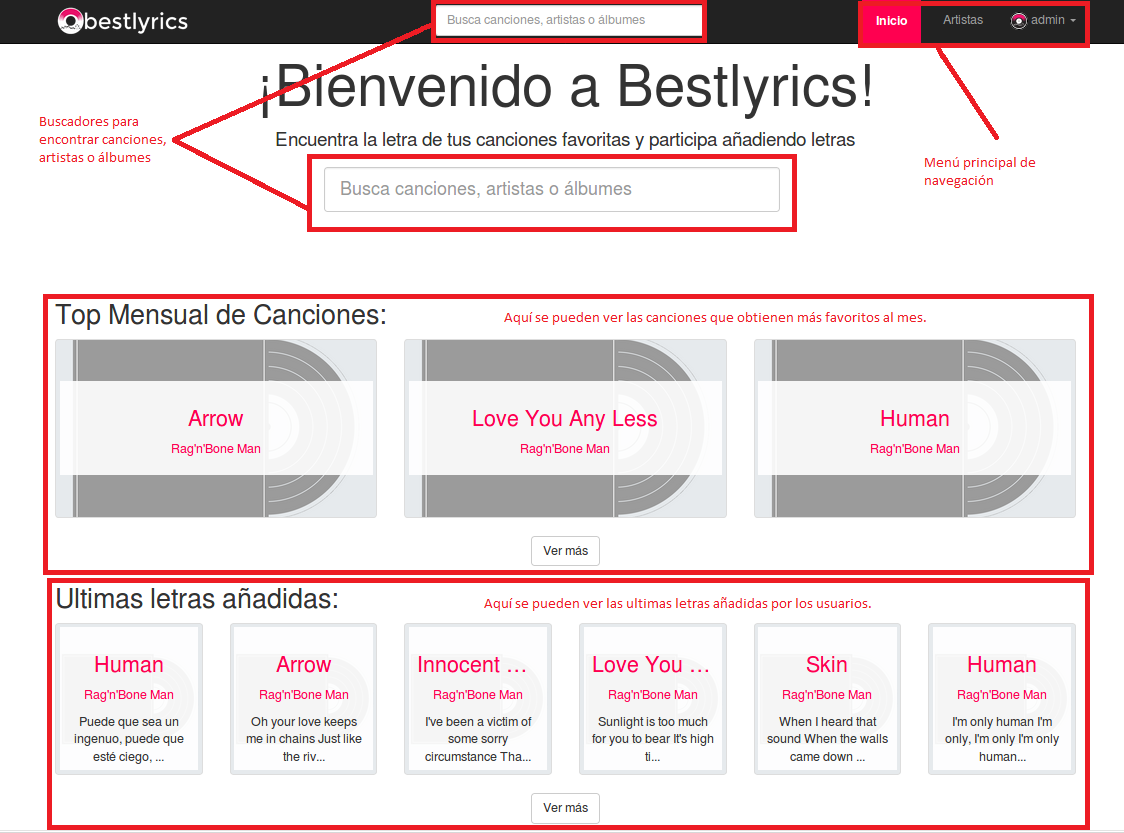 bestlyrics
Busca canciones, artistas o álbumes
Inicio
Artistas
admin
¡Bienvenido a Bestlyrics!
Encuentra la letra de tus canciones favoritas y participa añadiendo letras
Buscadores para
encontrar canciones,
artistas o álbumes
Busca canciones, artistas o álbumes
Menú principal de
navegación
Top Mensual de Canciones:
Aquí se pueden ver las canciones que obtienen más favoritos al mes.
Arrow
Rag'n'Bone Man
Love You Any Less
Rag'n'Bone Man
Human
Rag'n'Bone Man
Ver más
Ultimas letras añadidas:
Aquí se pueden ver las ultimas letras añadidas por los usuarios.
Human
Rag'n'Bone Man
Puede que sea un
ingenuo, puede que
esté ciego, ...
Arrow
Rag'n'Bone Man
Oh your love keeps
me in chains Just like
the riv...
Innocent ...
Rag'n'Bone Man
I've been a victim of
some sorry
circumstance Tha...
Love You ...
Rag'n'Bone Man
Sunlight is too much
for you to bear It's high
ti...
Skin
Rag'n'Bone Man
When I heard that
sound When the walls
came down ...
Human
Rag'n'Bone Man
I'm only human I'm
only, I'm only I'm only
human...
Ver más